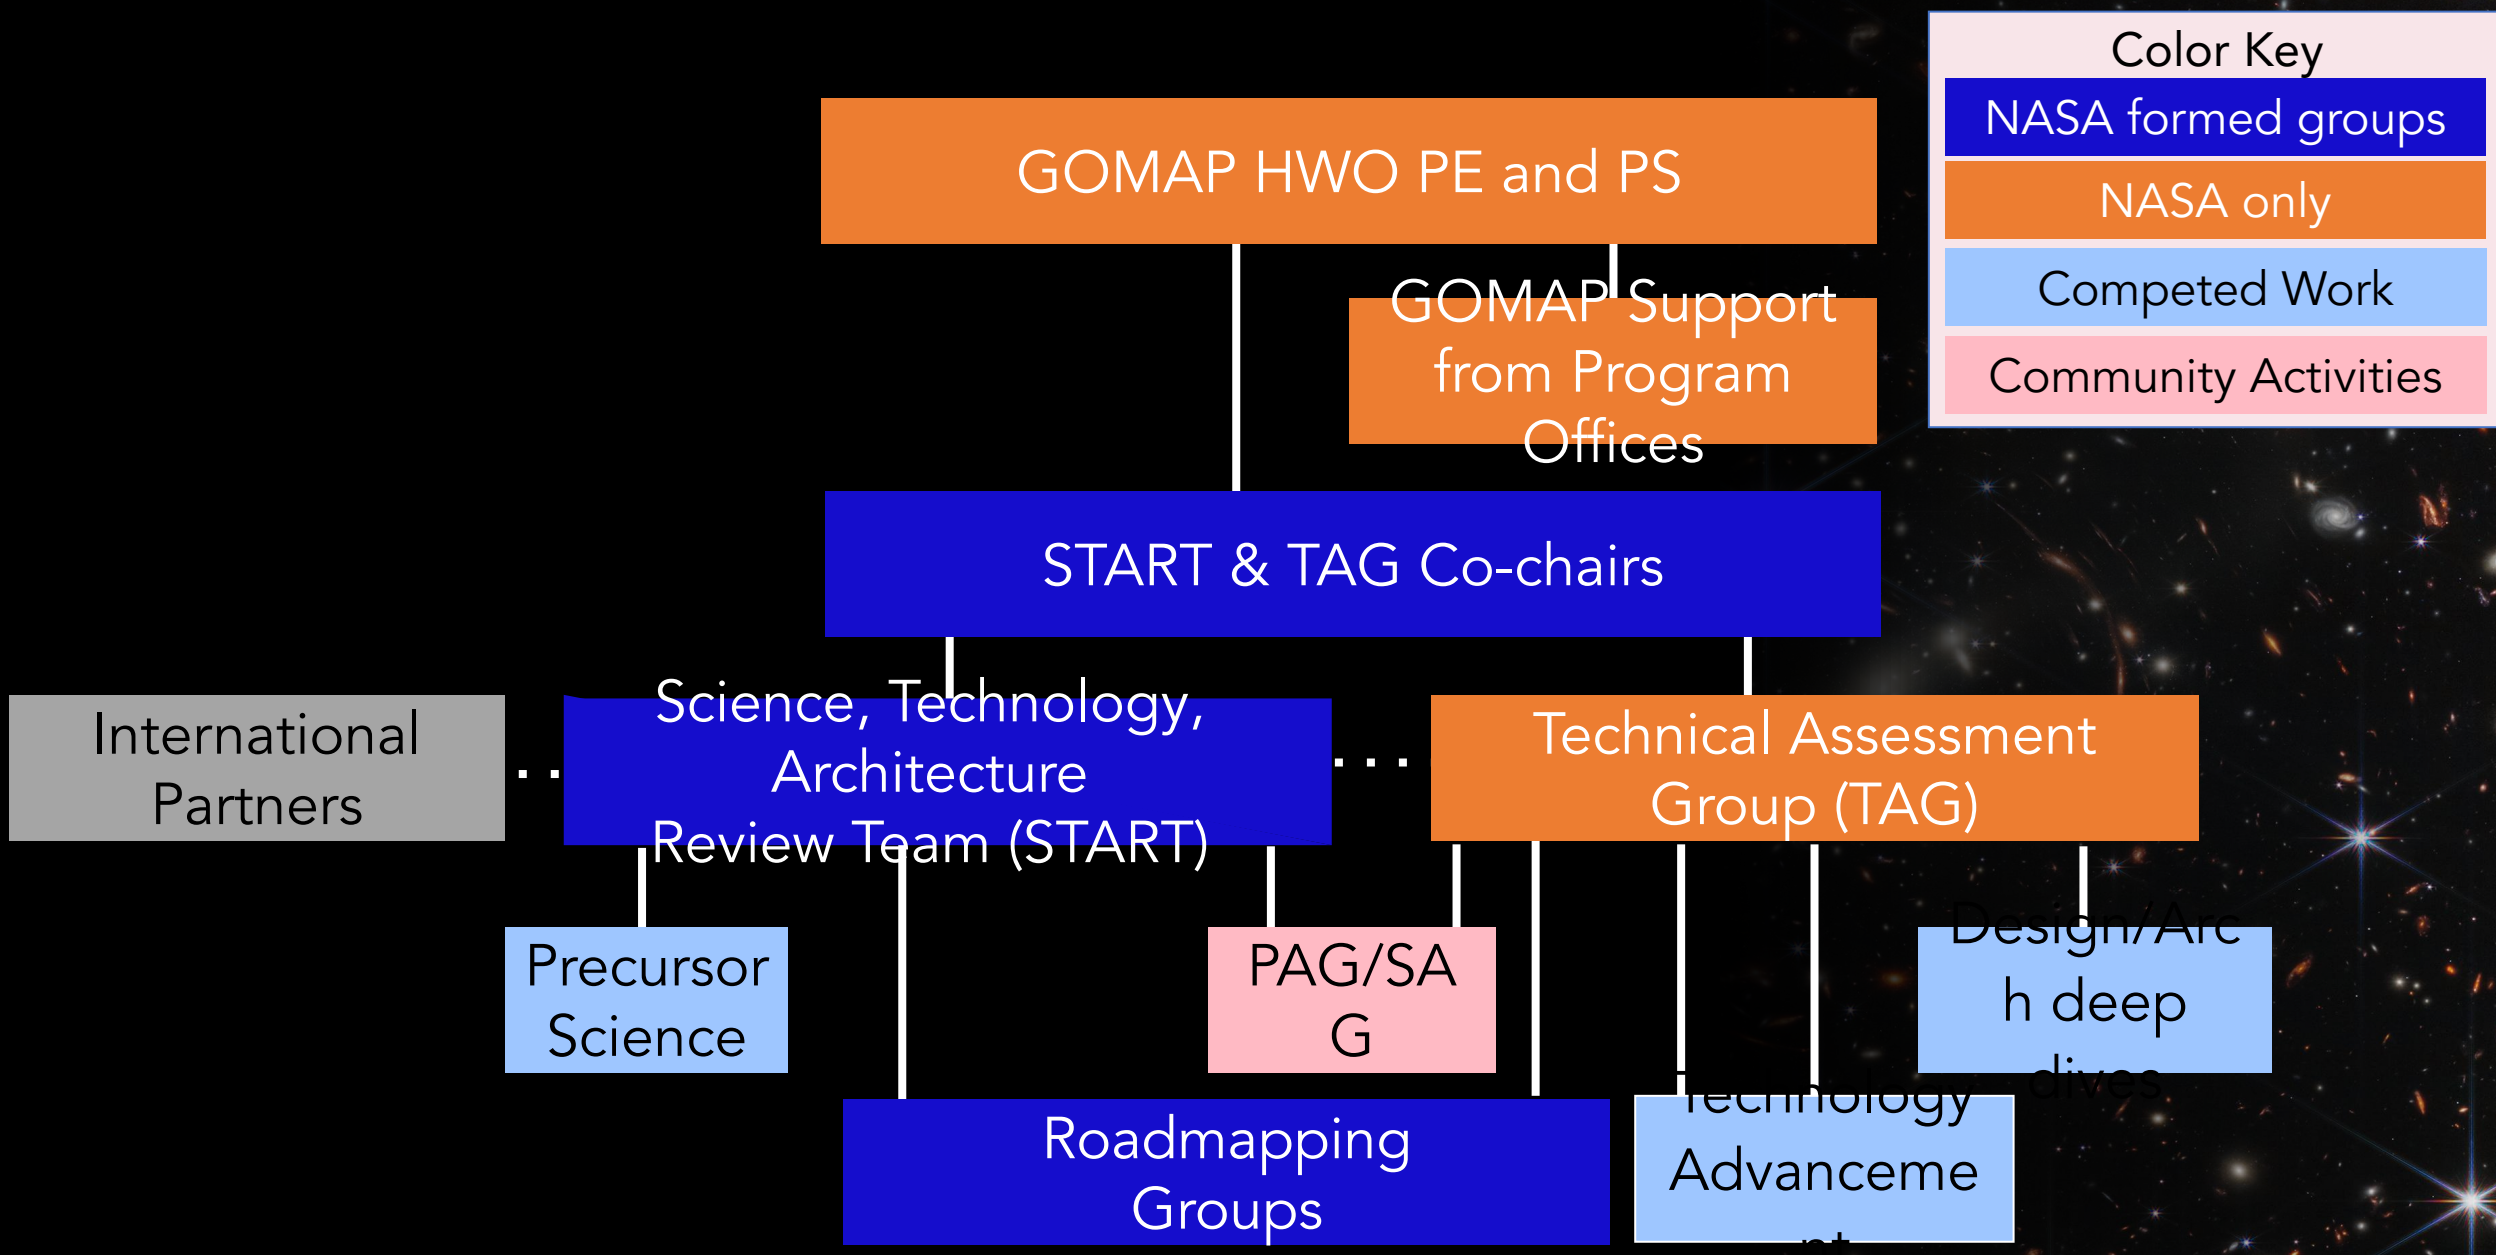 Color Key
NASA formed groups
NASA only
Competed Work
Community Activities
GOMAP HWO PE and PS
GOMAP Support
from Program
Offices
START & TAG Co-chairs
International
Partners
Science, Technology,
Architecture
Review Team (START)
Technical Assessment
Group (TAG)
Precursor
Science
PAG/SA
G
Design/Arc
h deep
dives
Roadmapping
Groups
Technology
Advanceme
nt